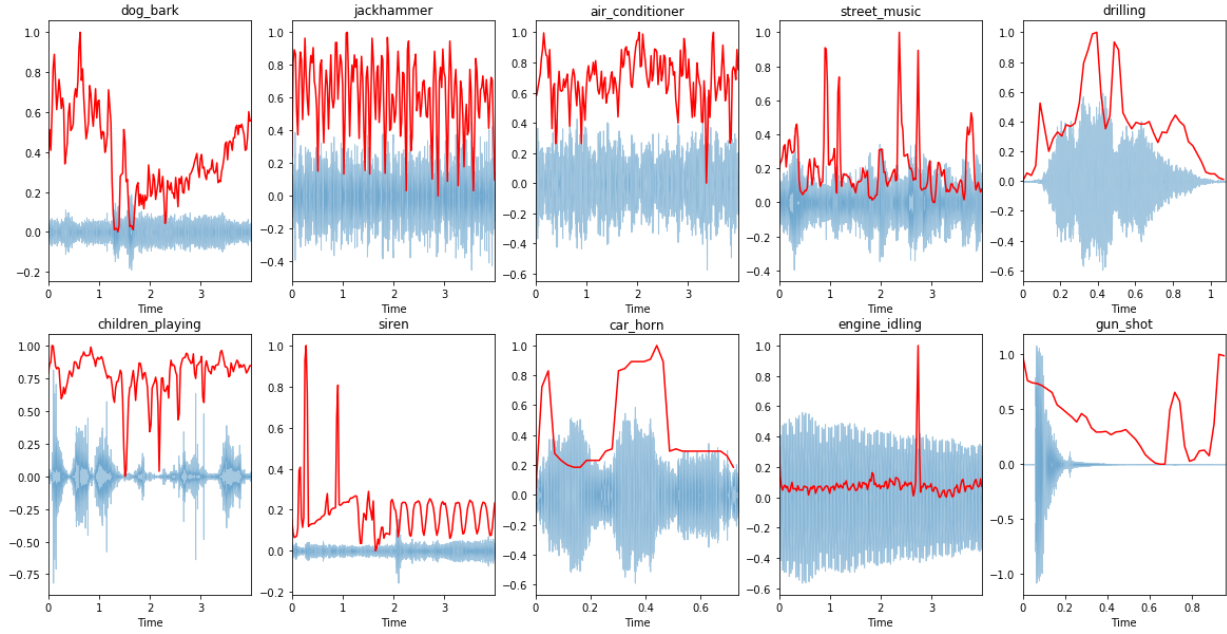 dog_bark
1.0
0.8
0.6
0.4
0.2
0.0
−0.2
0 1 2 3
Time
jackhammer
1.0
0.8
0.6
0.4
0.2
0.0
−0.2
−0.4
0 1 2 3
Time
air_conditioner
1.0
0.8
0.6
0.4
0.2
0.0
−0.2
−0.4
−0.6
0 1 2 3
Time
street_music
1.0
0.8
0.6
0.4
0.2
0.0
−0.2
−0.4
0 1 2 3
Time
drilling
1.0
0.8
0.6
0.4
0.2
0.0
−0.2
−0.4
−0.6
0.0 0.2 0.4 0.6 0.8 1
Time
children_playing
1.00
0.75
0.50
0.25
0.00
−0.25
−0.50
−0.75
0 1 2 3
Time
siren
1.0
0.8
0.6
0.4
0.2
0.0
−0.2
0 1 2 3
Time
car_horn
1.0
0.8
0.6
0.4
0.2
0.0
−0.2
−0.4
−0.6
0 0.2 0.4 0.6
Time
engine_idling
1.0
0.8
0.6
0.4
0.2
0.0
−0.2
−0.4
−0.6
0 1 2 3
Time
gun_shot
1.0
0.5
0.0
−0.5
−1.0
0 0.2 0.4 0.6 0.8
Time